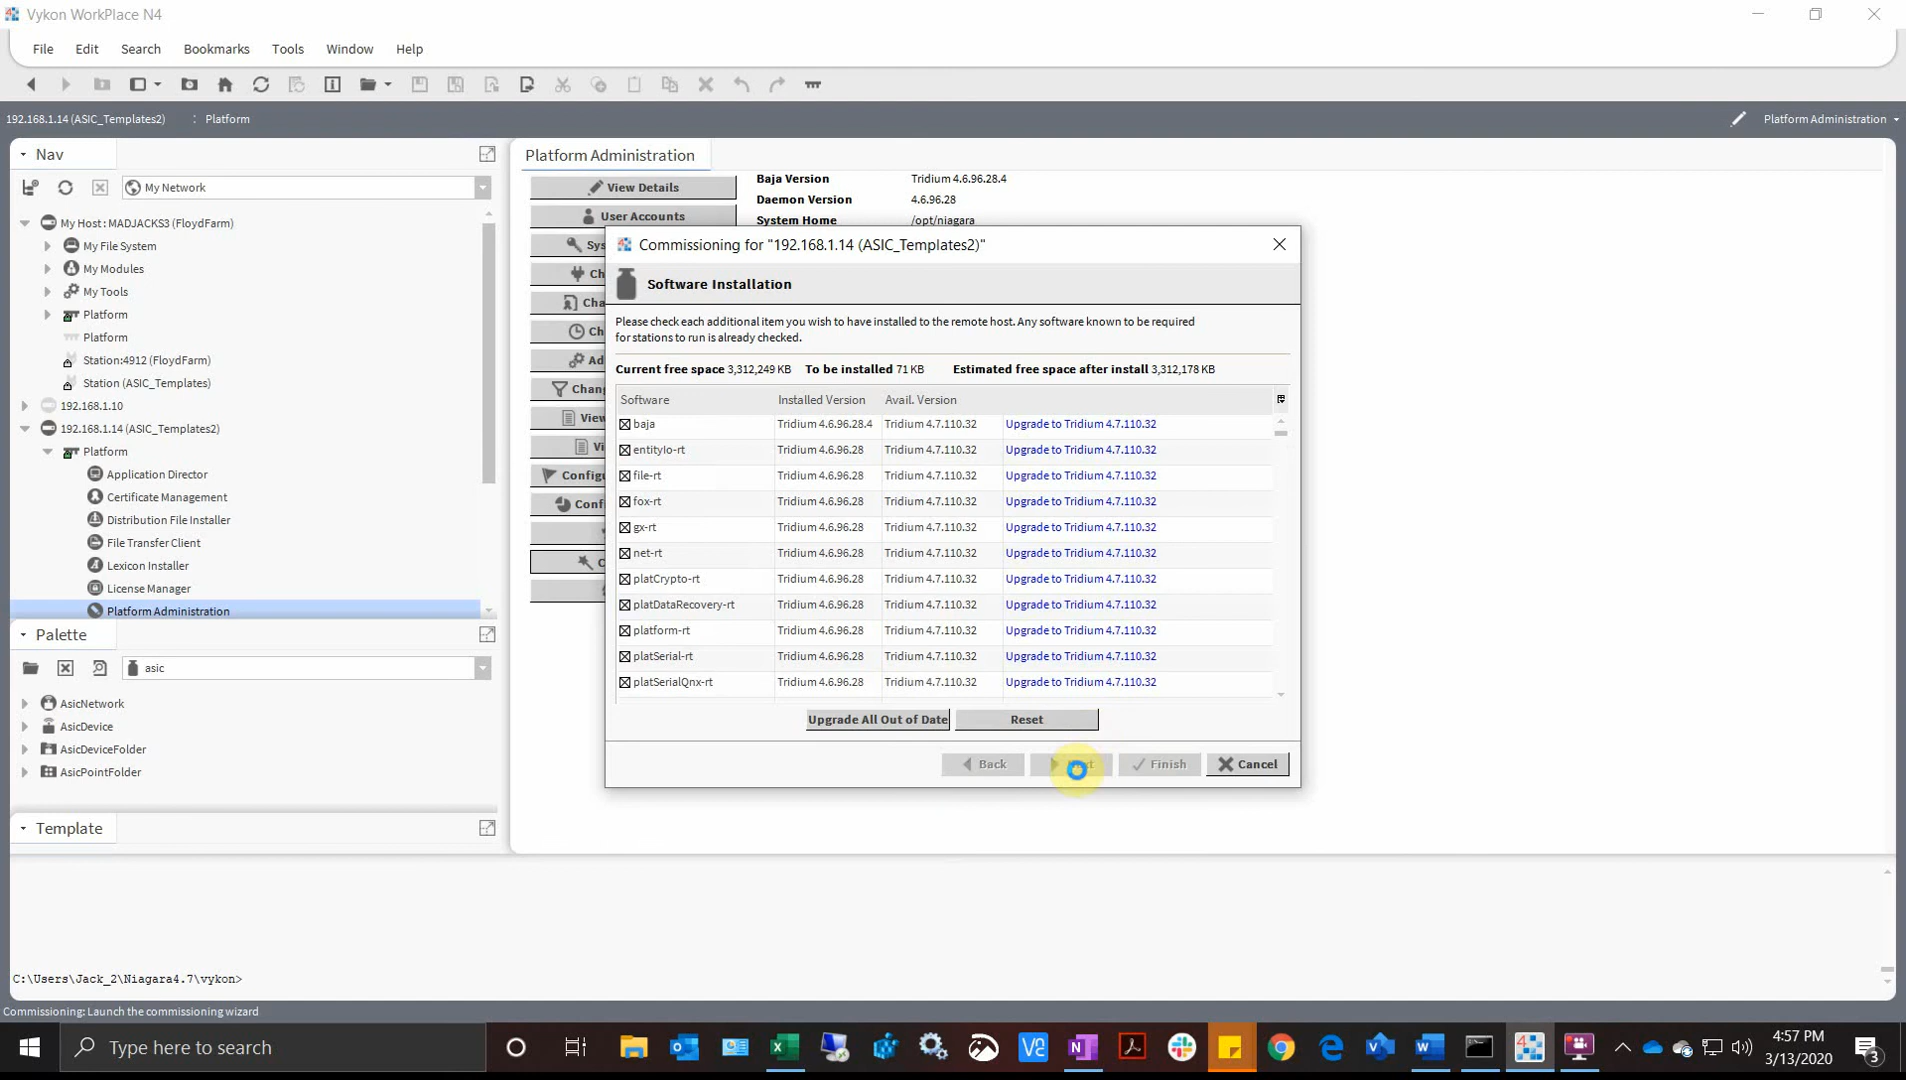 Vykon WorkPlace N4
File Edit Search Bookmarks Tools Window Help
192.168.1.14 (ASIC_Templates2) : Platform
Platform Administration
Nav
My Network
My Host : MADJACKS3 (FloydFarm)
My File System
My Modules
My Tools
Platform
Platform
Station:4912 (FloydFarm)
Station (ASIC_Templates)
192.168.1.10
192.168.1.14 (ASIC_Templates2)
Platform
Application Director
Certificate Management
Distribution File Installer
File Transfer Client
Lexicon Installer
License Manager
Platform Administration
Palette
asic
AsicNetwork
AsicDevice
AsicDeviceFolder
AsicPointFolder
Template
Platform Administration
View Details
User Accounts
Baja Version Tridium 4.6.96.28.4
Daemon Version 4.6.96.28
System Home /opt/niagara
Commissioning for "192.168.1.14 (ASIC_Templates2)"
Software Installation
Please check each additional item you wish to have installed to the remote host. Any software known to be required
for stations to run is already checked.
Current free space 3,312,249 KB To be installed 71 KB Estimated free space after install 3,312,178 KB
Software Installed Version Avail. Version
baja Tridium 4.6.96.28.4 Tridium 4.7.110.32 Upgrade to Tridium 4.7.110.32
entityIo-rt Tridium 4.6.96.28 Tridium 4.7.110.32 Upgrade to Tridium 4.7.110.32
file-rt Tridium 4.6.96.28 Tridium 4.7.110.32 Upgrade to Tridium 4.7.110.32
fox-rt Tridium 4.6.96.28 Tridium 4.7.110.32 Upgrade to Tridium 4.7.110.32
gx-rt Tridium 4.6.96.28 Tridium 4.7.110.32 Upgrade to Tridium 4.7.110.32
net-rt Tridium 4.6.96.28 Tridium 4.7.110.32 Upgrade to Tridium 4.7.110.32
platCrypto-rt Tridium 4.6.96.28 Tridium 4.7.110.32 Upgrade to Tridium 4.7.110.32
platDataRecovery-rt Tridium 4.6.96.28 Tridium 4.7.110.32 Upgrade to Tridium 4.7.110.32
platform-rt Tridium 4.6.96.28 Tridium 4.7.110.32 Upgrade to Tridium 4.7.110.32
platSerial-rt Tridium 4.6.96.28 Tridium 4.7.110.32 Upgrade to Tridium 4.7.110.32
platSerialQnx-rt Tridium 4.6.96.28 Tridium 4.7.110.32 Upgrade to Tridium 4.7.110.32
Upgrade All Out of Date Reset
Back Finish Cancel
C:\Users\Jack_2\Niagara4.7\vykon>
Commissioning: Launch the commissioning wizard
Type here to search
4:57 PM
3/13/2020
3